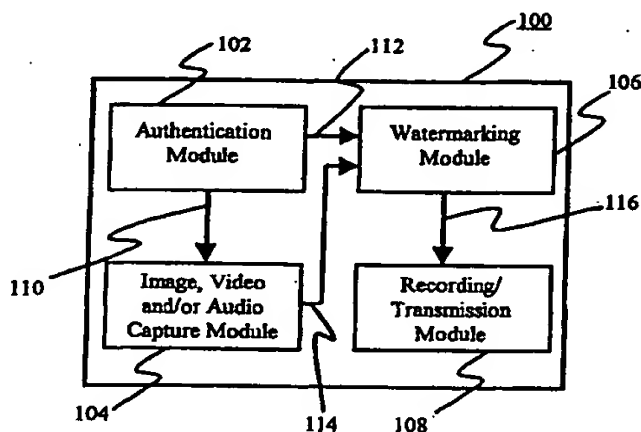 100
102
112
106
Authentication
Module
Watermarking
Module
116
110
Image, Video
and/or Audio
Capture Module
Recording/
Transmission
Module
104
114
108